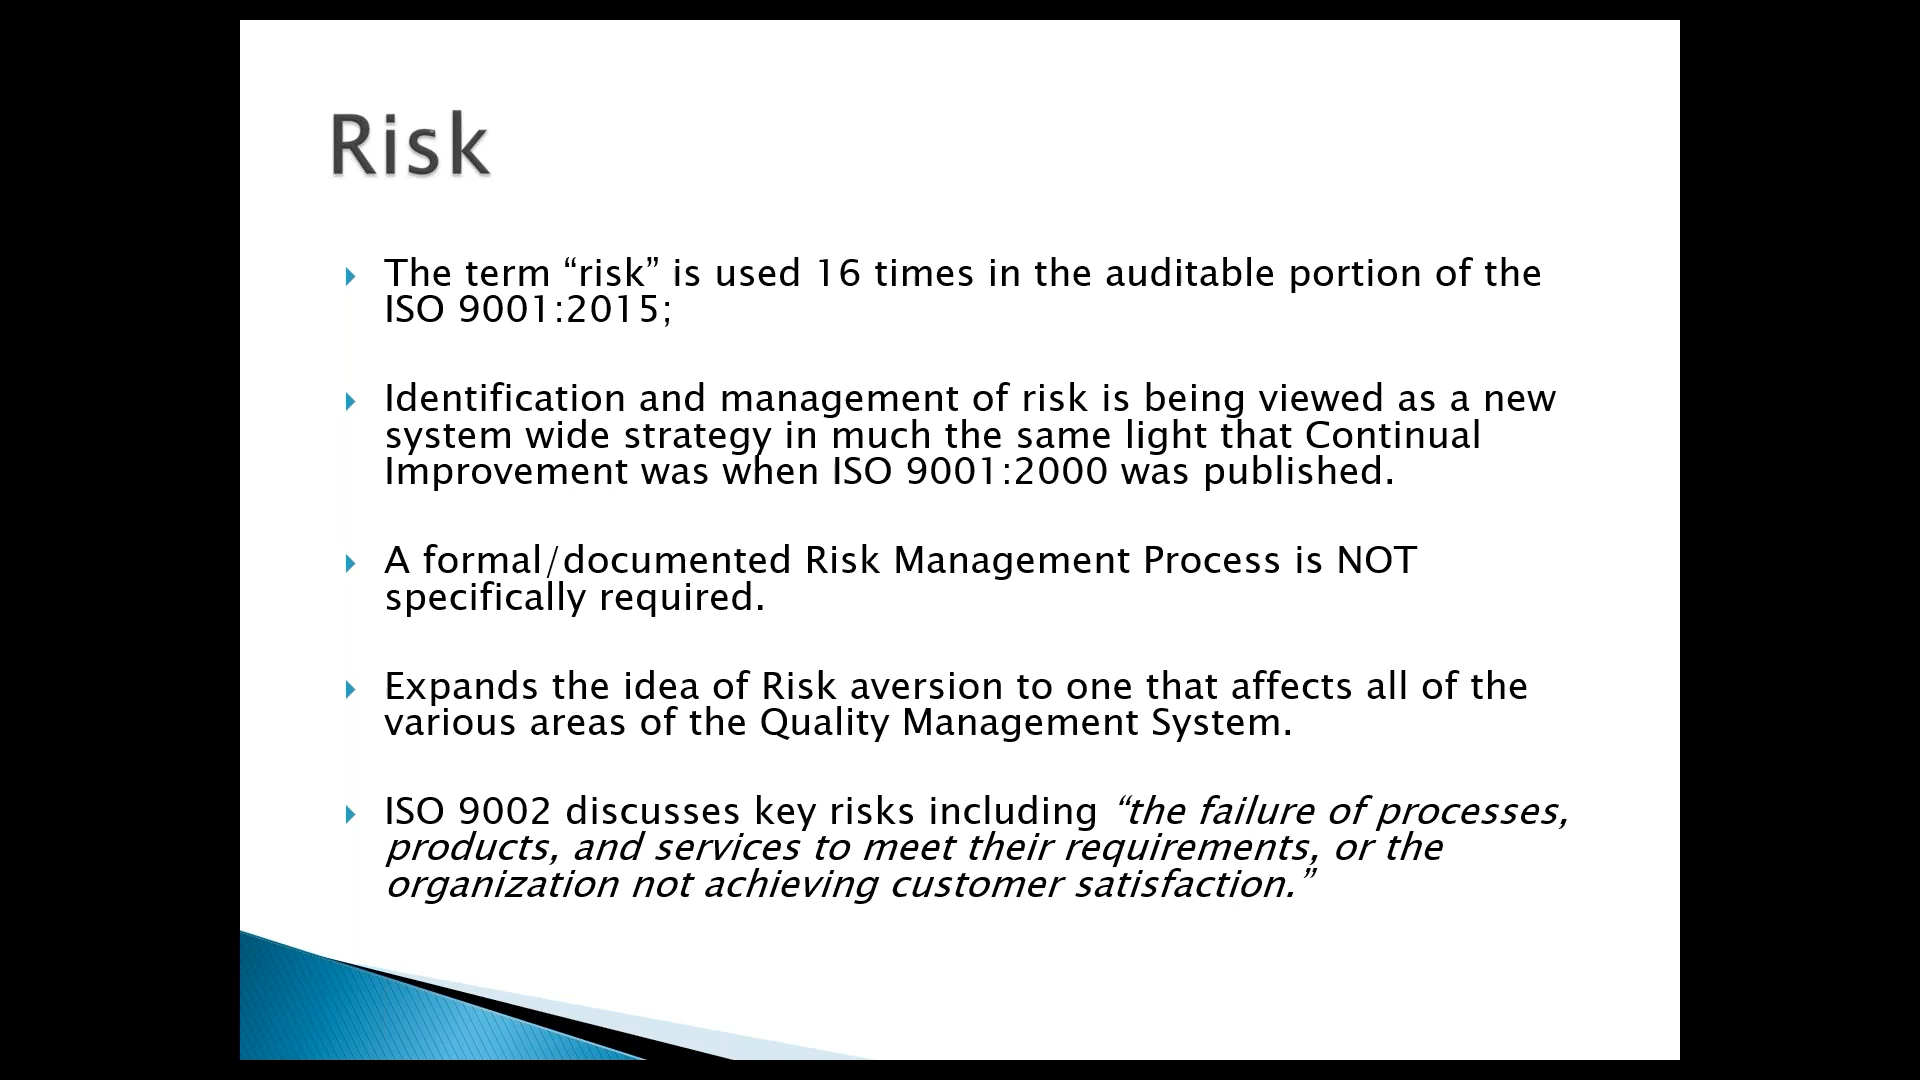 Risk
The term “risk” is used 16 times in the auditable portion of the
ISO 9001:2015;
Identification and management of risk is being viewed as a new
system wide strategy in much the same light that Continual
Improvement was when ISO 9001:2000 was published.
A formal/documented Risk Management Process is NOT
specifically required.
Expands the idea of Risk aversion to one that affects all of the
various areas of the Quality Management System.
ISO 9002 discusses key risks including “the failure of processes,
products, and services to meet their requirements, or the
organization not achieving customer satisfaction.”